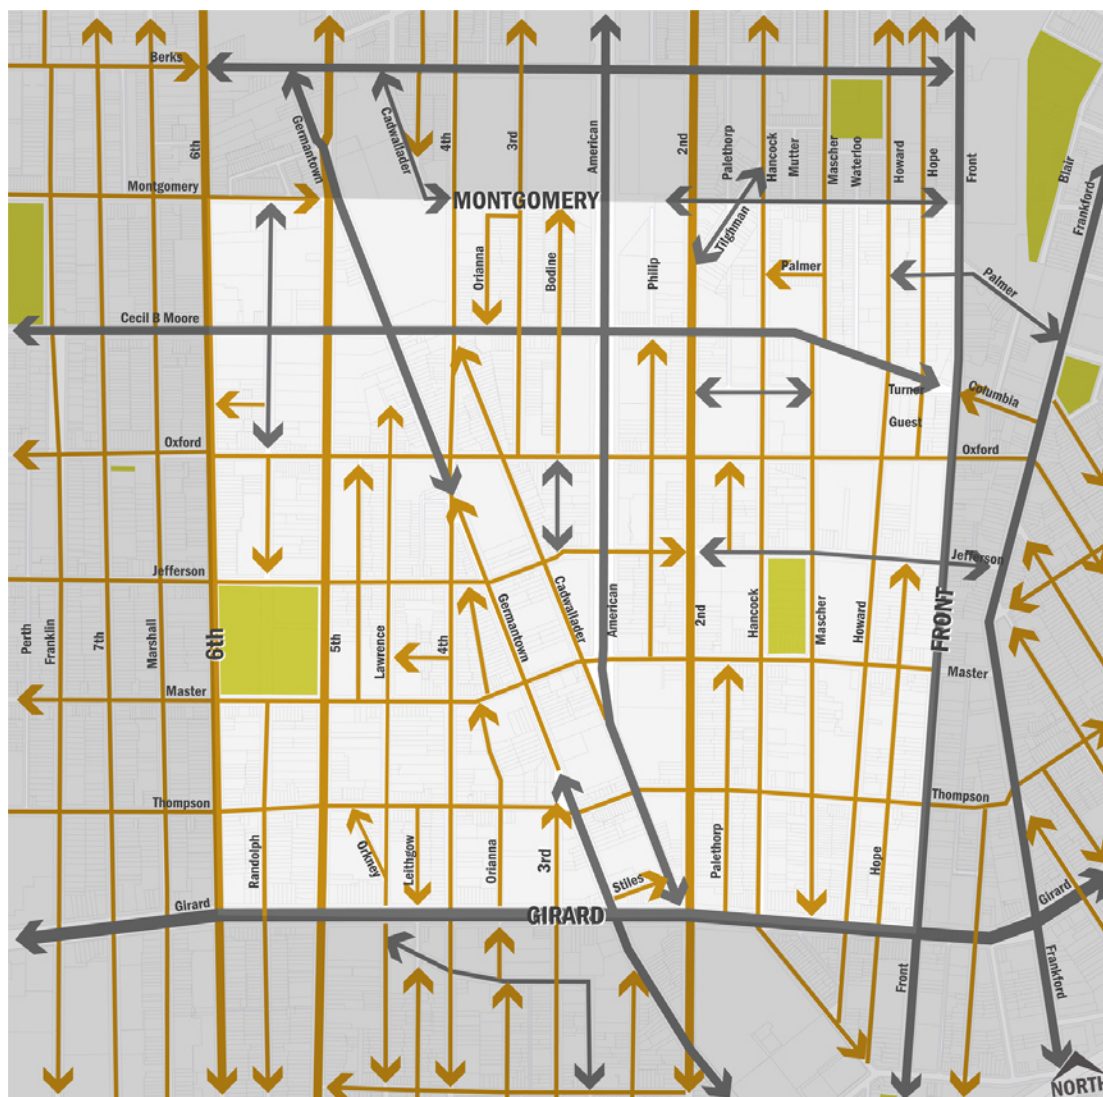 Berks
6th
Germantown
Cadwallader
4th
3rd
American
2nd
Palethorp
Hancock
Mutter
Mascher
Waterloo
Howard
Hope
Front
Blair
Frankford
Montgomery
MONTGOMERY
Tilghman
Orianna
Bodine
Philip
Palmer
Palmer
Cecil B Moore
Turner
Columbia
Guest
Oxford
Oxford
Jefferson
Jefferson
Perth
Franklin
7th
Marshall
6th
5th
Lawrence
4th
Germantown
Cadwallader
American
2nd
Hancock
Mascher
Howard
FRONT
Master
Master
Thompson
Thompson
Randolph
Orkney
Leithgow
Orianna
3rd
Stiles
Palethorp
Hope
Girard
GIRARD
Girard
Front
Frankford
NORTH